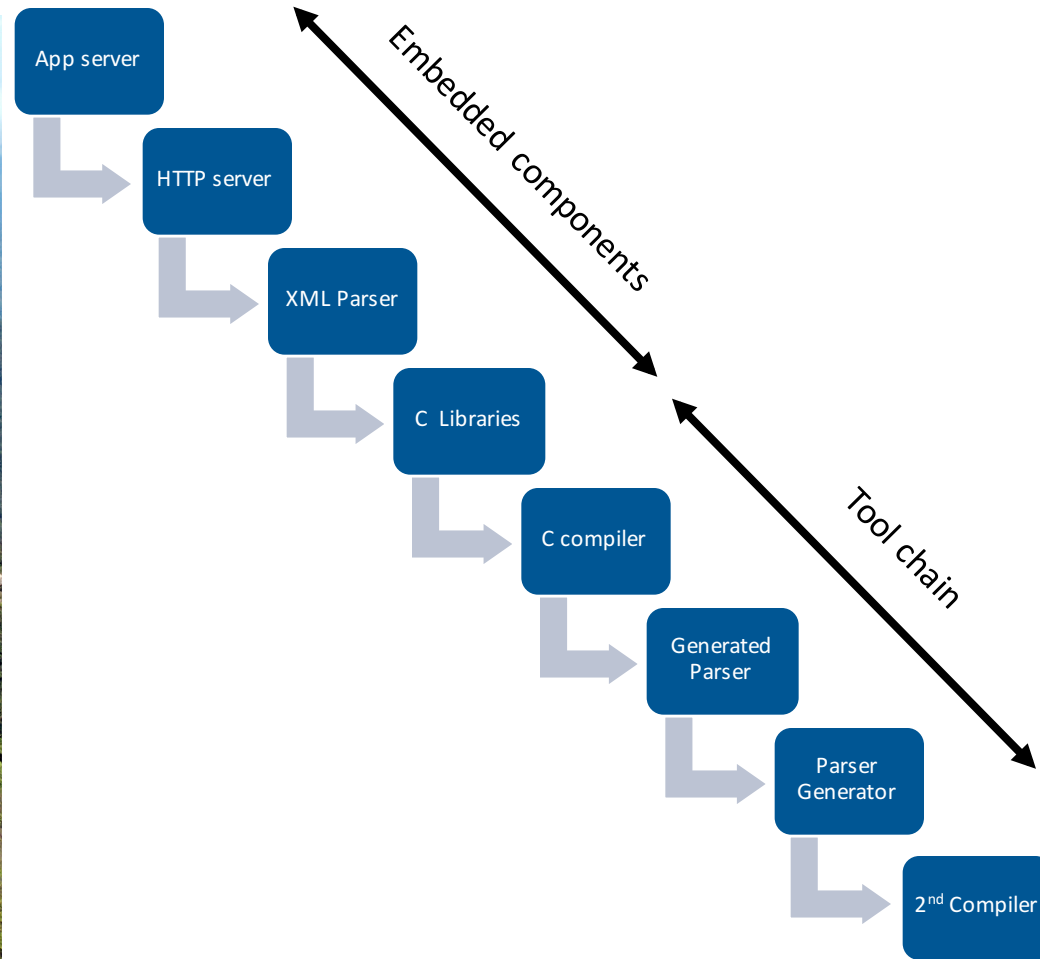 App server
Embedded components
HTTP server
XML Parser
C Libraries
Tool chain
C compiler
Generated
Parser
Parser
Generator
2nd Compiler